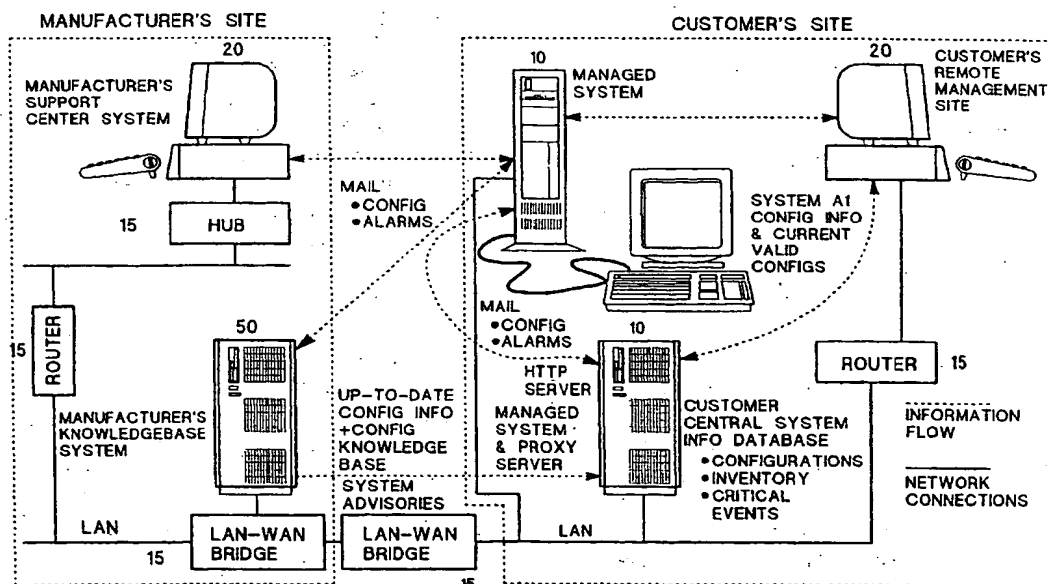 MANUFACTURER'S SITE
20
MANUFACTURER'S
SUPPORT
CENTER SYSTEM
15
HUB
MAIL
•CONFIG
•ALARMS
15
ROUTER
50
MANUFACTURER'S
KNOWLEDGEBASE
SYSTEM
UP-TO-DATE
CONFIG INFO
+CONFIG
KNOWLEDGE
BASE
SYSTEM
ADVISORIES
LAN
15
LAN-WAN
BRIDGE
LAN-WAN
BRIDGE
15
CUSTOMER'S SITE
10
MANAGED
SYSTEM
20
CUSTOMER'S
REMOTE
MANAGEMENT
SITE
SYSTEM A1
CONFIG INFO
& CURRENT
VALID
CONFIGS
MAIL
•CONFIG
•ALARMS
10
HTTP
SERVER
MANAGED
SYSTEM
& PROXY
SERVER
CUSTOMER
CENTRAL SYSTEM
INFO DATABASE
•CONFIGURATIONS
•INVENTORY
•CRITICAL
EVENTS
ROUTER
15
LAN
INFORMATION
FLOW
NETWORK
CONNECTIONS